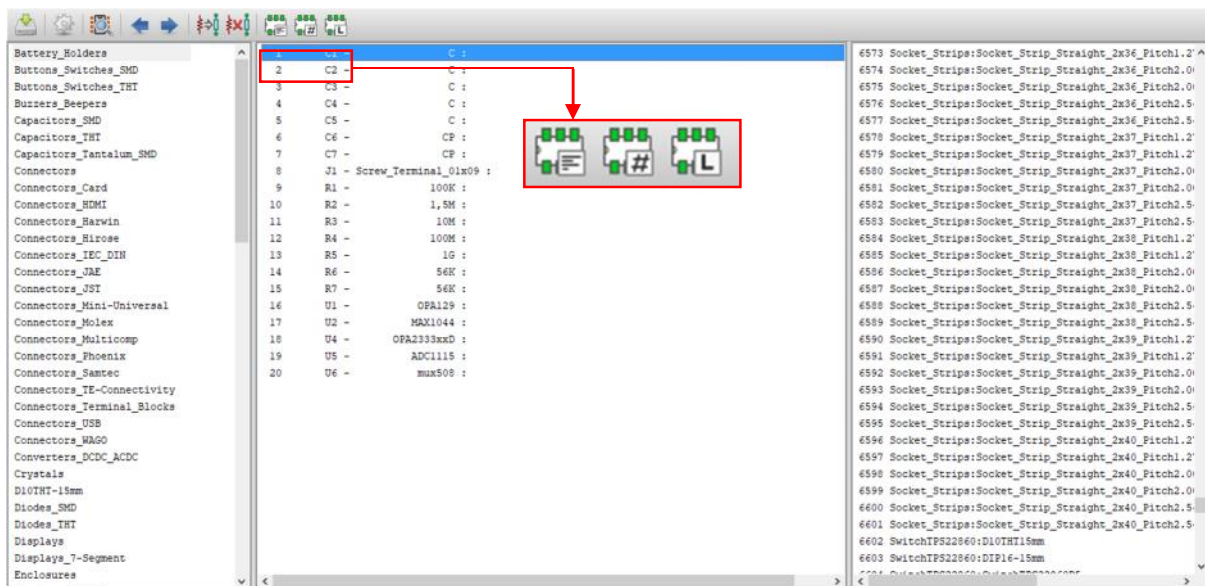 Battery_Holders
Buttons_Switches_SMD
Buttons_Switches_THT
Buzzers_Beepers
Capacitors_SMD
Capacitors_THT
Capacitors_Tantalum_SMD
Connectors
Connectors_Card
Connectors_HDMI
Connectors_Harwin
Connectors_Hirose
Connectors_IEC_DIN
Connectors_JAE
Connectors_JST
Connectors_Mini-Universal
Connectors_Molex
Connectors_Multicomp
Connectors_Phoenix
Connectors_Samtec
Connectors_TE-Connectivity
Connectors_Terminal_Blocks
Connectors_USB
Connectors_WAGO
Converters_DCDC_ACDC
Crystals
D10THT-15mm
Diodes_SMD
Diodes_THT
Displays
Displays_7-Segment
Enclosures
1 C1 - C :
2 C2 - C :
3 C3 - C :
4 C4 - C :
5 C5 - C :
6 C6 - CP :
7 C7 - CP :
8 J1 - Screw_Terminal_01x09 :
9 R1 - 100K :
10 R2 - 1,5M :
11 R3 - 10M :
12 R4 - 100M :
13 R5 - 1G :
14 R6 - 56K :
15 R7 - 56K :
16 U1 - OPA129 :
17 U2 - MAX1044 :
18 U4 - OPA2333xxD :
19 U5 - ADC1115 :
20 U6 - mux508 :
# L
6573 Socket_Strips:Socket_Strip_Straight_2x36_Pitch1.2
6574 Socket_Strips:Socket_Strip_Straight_2x36_Pitch2.0
6575 Socket_Strips:Socket_Strip_Straight_2x36_Pitch2.0
6576 Socket_Strips:Socket_Strip_Straight_2x36_Pitch2.5
6577 Socket_Strips:Socket_Strip_Straight_2x36_Pitch2.5
6578 Socket_Strips:Socket_Strip_Straight_2x37_Pitch1.2
6579 Socket_Strips:Socket_Strip_Straight_2x37_Pitch1.2
6580 Socket_Strips:Socket_Strip_Straight_2x37_Pitch2.0
6581 Socket_Strips:Socket_Strip_Straight_2x37_Pitch2.0
6582 Socket_Strips:Socket_Strip_Straight_2x37_Pitch2.5
6583 Socket_Strips:Socket_Strip_Straight_2x37_Pitch2.5
6584 Socket_Strips:Socket_Strip_Straight_2x38_Pitch1.2
6585 Socket_Strips:Socket_Strip_Straight_2x38_Pitch1.2
6586 Socket_Strips:Socket_Strip_Straight_2x38_Pitch2.0
6587 Socket_Strips:Socket_Strip_Straight_2x38_Pitch2.0
6588 Socket_Strips:Socket_Strip_Straight_2x38_Pitch2.5
6589 Socket_Strips:Socket_Strip_Straight_2x38_Pitch2.5
6590 Socket_Strips:Socket_Strip_Straight_2x39_Pitch1.2
6591 Socket_Strips:Socket_Strip_Straight_2x39_Pitch1.2
6592 Socket_Strips:Socket_Strip_Straight_2x39_Pitch2.0
6593 Socket_Strips:Socket_Strip_Straight_2x39_Pitch2.0
6594 Socket_Strips:Socket_Strip_Straight_2x39_Pitch2.5
6595 Socket_Strips:Socket_Strip_Straight_2x39_Pitch2.5
6596 Socket_Strips:Socket_Strip_Straight_2x40_Pitch1.2
6597 Socket_Strips:Socket_Strip_Straight_2x40_Pitch1.2
6598 Socket_Strips:Socket_Strip_Straight_2x40_Pitch2.0
6599 Socket_Strips:Socket_Strip_Straight_2x40_Pitch2.0
6600 Socket_Strips:Socket_Strip_Straight_2x40_Pitch2.5
6601 Socket_Strips:Socket_Strip_Straight_2x40_Pitch2.5
6602 SwitchTPS22860:D10THT15mm
6603 SwitchTPS22860:DIP16-15mm